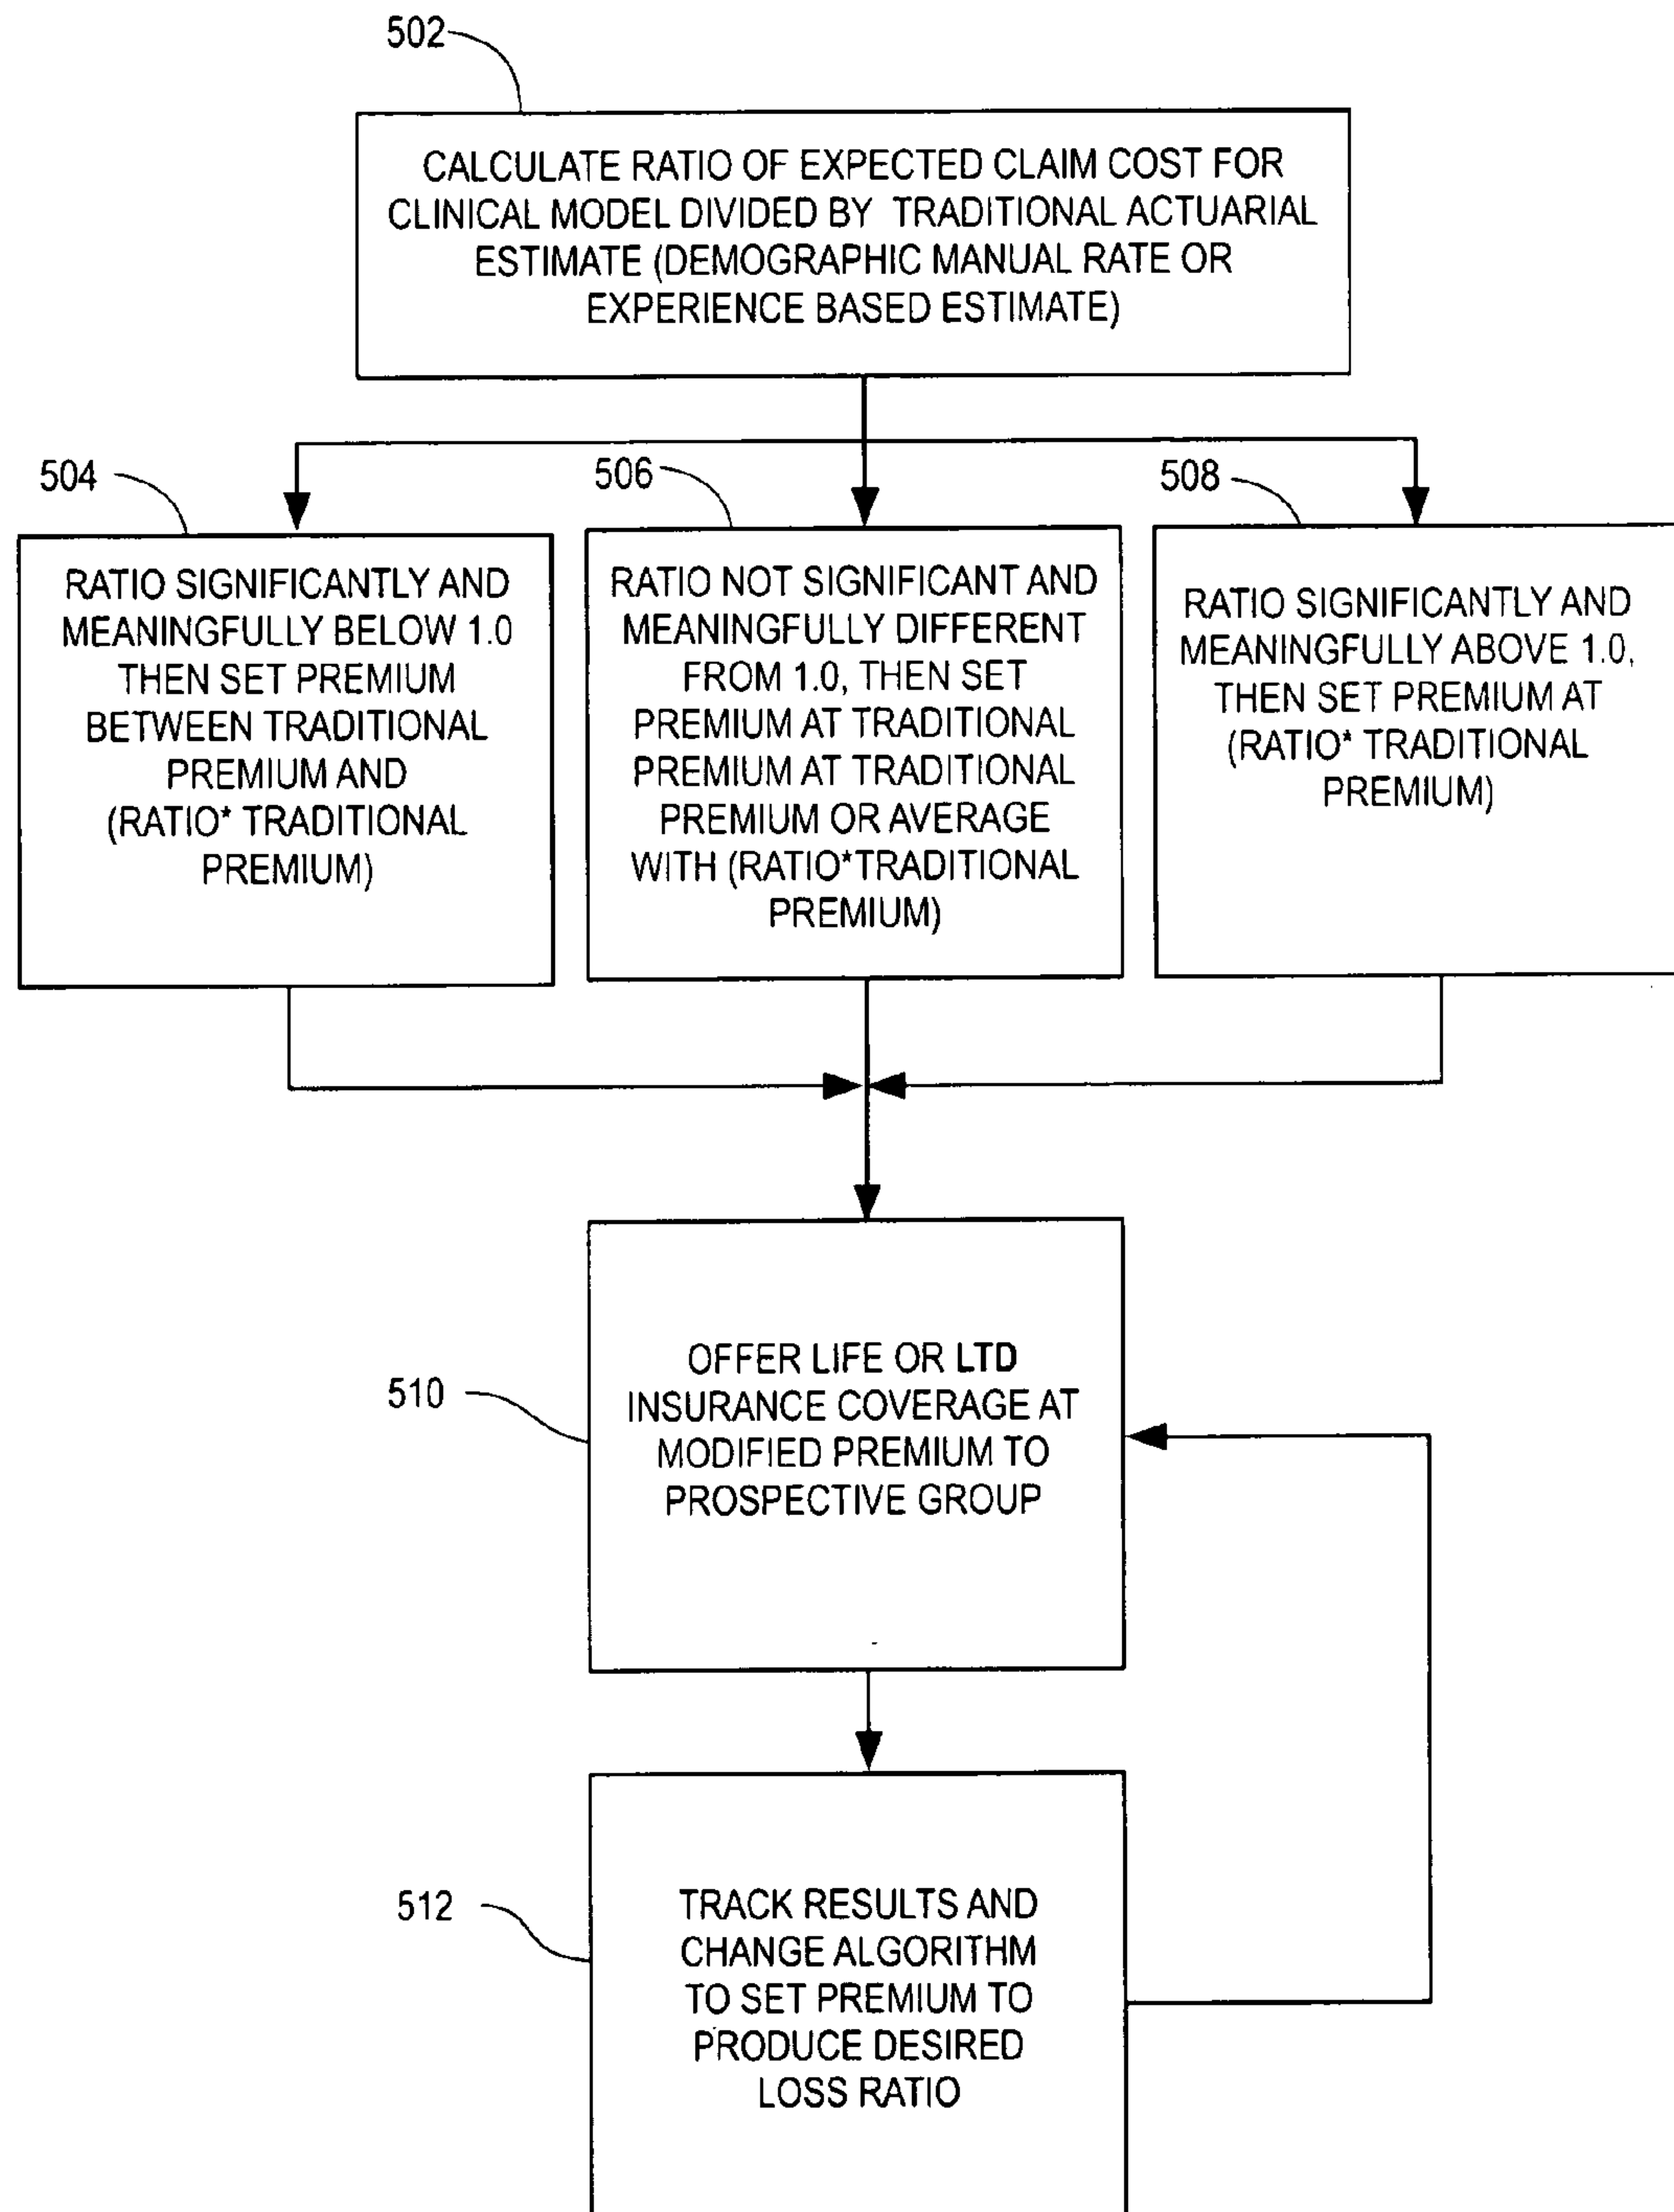 502
CALCULATE RATIO OF EXPECTED CLAIM COST FOR
CLINICAL MODEL DIVIDED BY TRADITIONAL ACTUARIAL
ESTIMATE (DEMOGRAPHIC MANUAL RATE OR
EXPERIENCE BASED ESTIMATE)
504
RATIO SIGNIFICANTLY AND
MEANINGFULLY BELOW 1.0
THEN SET PREMIUM
BETWEEN TRADITIONAL
PREMIUM AND
(RATIO* TRADITIONAL
PREMIUM)
506
RATIO NOT SIGNIFICANT AND
MEANINGFULLY DIFFERENT
FROM 1.0, THEN SET
PREMIUM AT TRADITIONAL
PREMIUM AT TRADITIONAL
PREMIUM OR AVERAGE
WITH (RATIO*TRADITIONAL
PREMIUM)
508
RATIO SIGNIFICANTLY AND
MEANINGFULLY ABOVE 1.0,
THEN SET PREMIUM AT
(RATIO* TRADITIONAL
PREMIUM)
510
OFFER LIFE OR LTD
INSURANCE COVERAGE AT
MODIFIED PREMIUM TO
PROSPECTIVE GROUP
512
TRACK RESULTS AND
CHANGE ALGORITHM
TO SET PREMIUM TO
PRODUCE DESIRED
LOSS RATIO